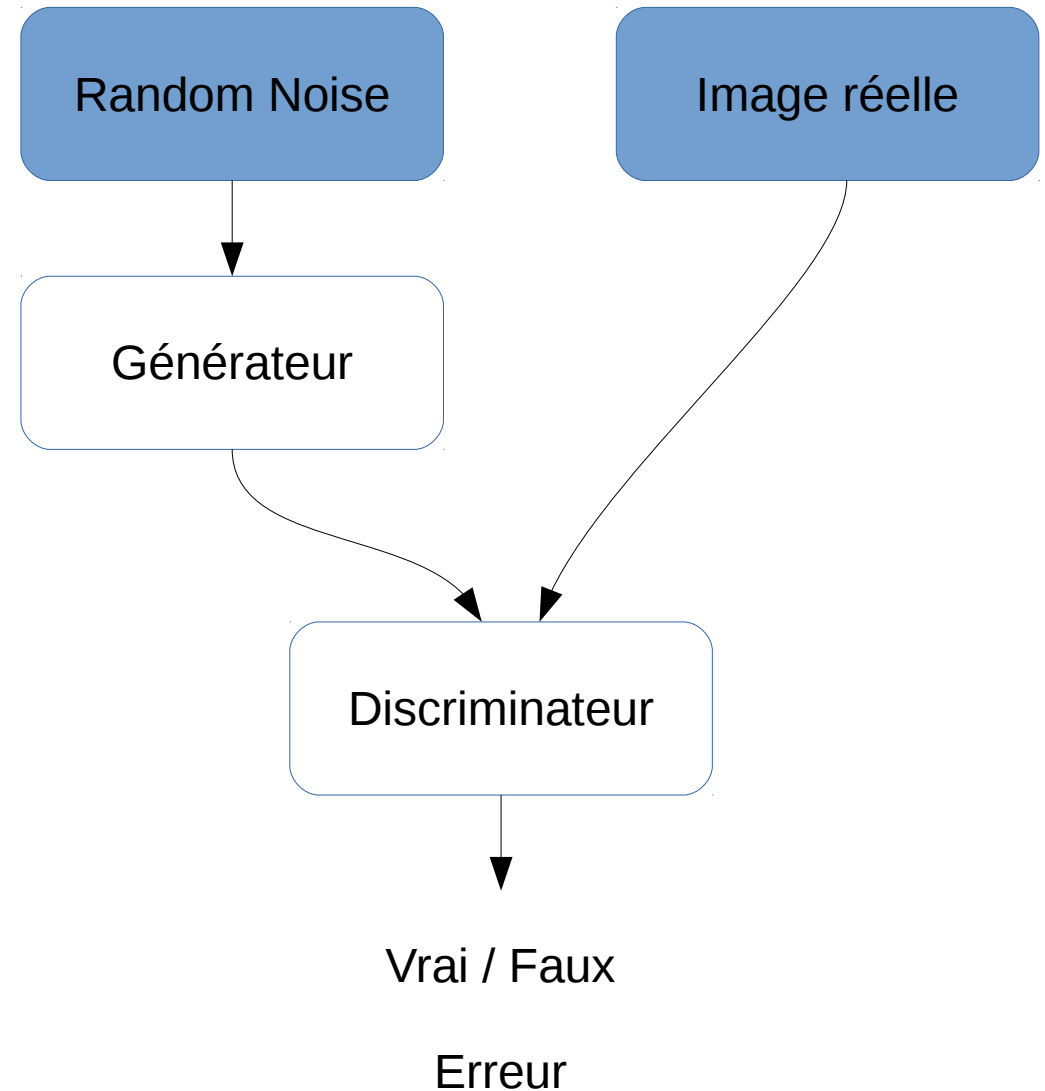 Random Noise
Image réelle
Générateur
Discriminateur
Vrai / Faux
Erreur